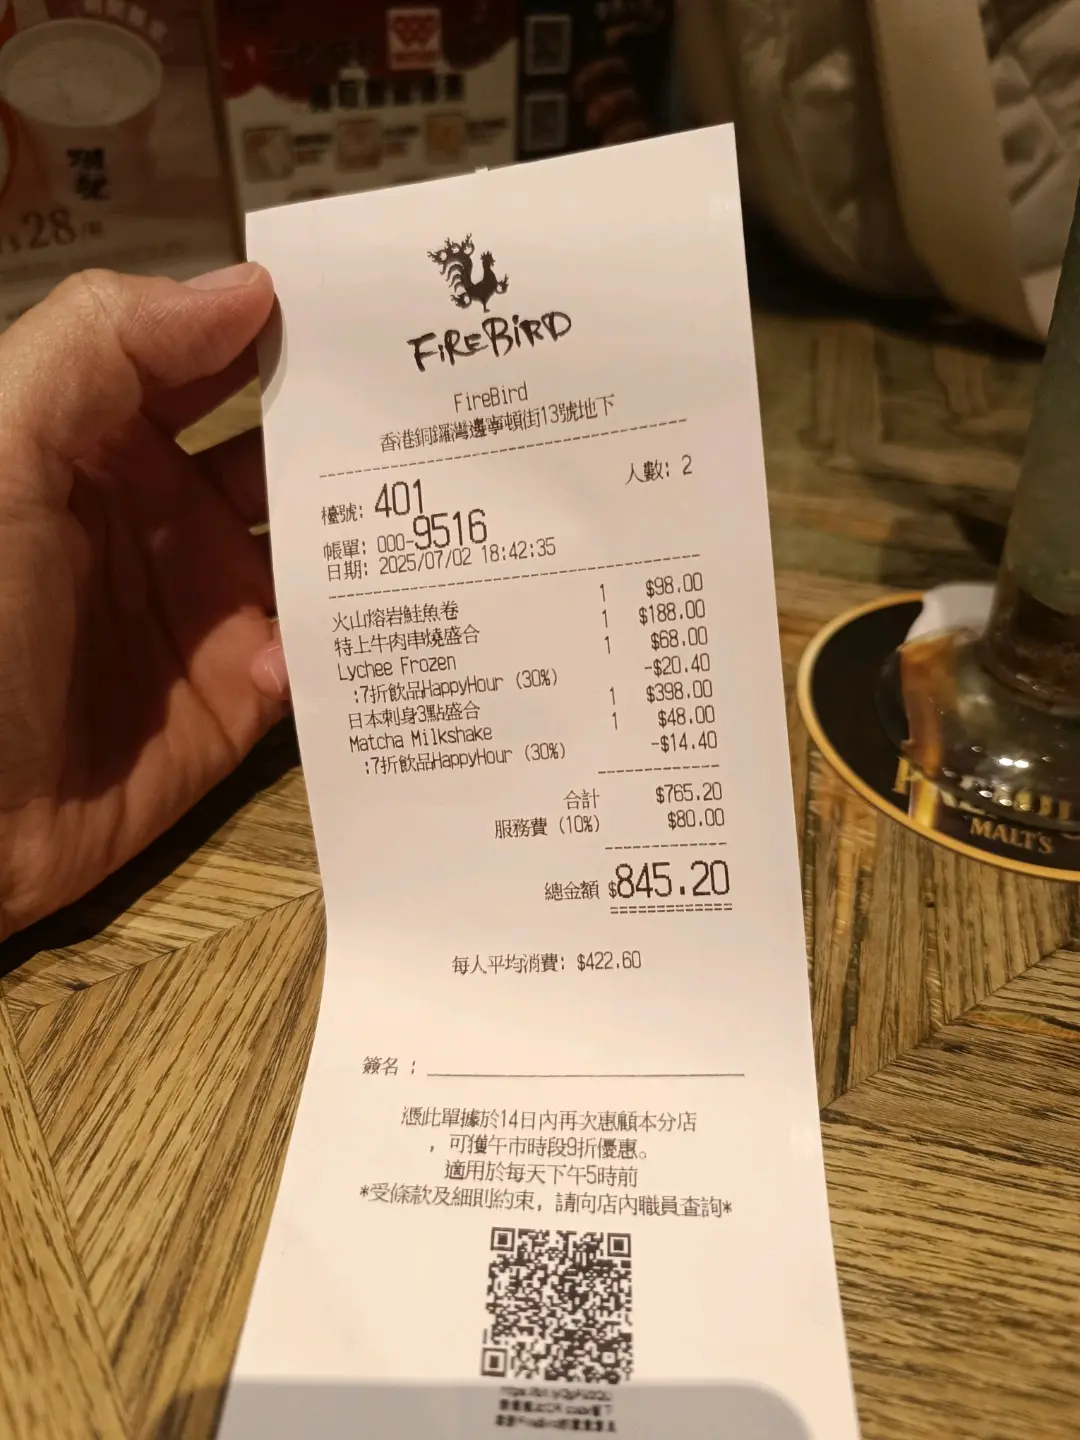 $28
FIREBIRD
FireBird
香港銅鑼灣邊寧頓街13號地下
檯號: 401 人數: 2
帳單: 000-9516
日期: 2025/07/02 18:42:35
火山熔岩鮭魚卷 1 $98.00
特上牛肉串燒盛合 1 $188.00
Lychee Frozen 1 $68.00
:7折飲品HappyHour (30%) -$20.40
日本刺身3點盛合 1 $398.00
Matcha Milkshake 1 $48.00
:7折飲品HappyHour (30%) -$14.40
合計 $765.20
服務費 (10%) $80.00
總金額 $845.20
每人平均消費: $422.60
簽名 :
憑此單據於14日內再次惠顧本分店
, 可獲午市時段9折優惠。
適用於每天下午5時前
*受條款及細則約束, 請向店內職員查詢*
MALT'S